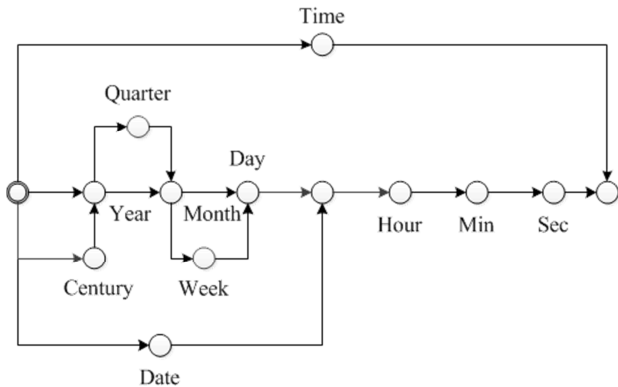 Time
Quarter
Day
Year
Month
Hour
Min
Sec
Century
Week
Date